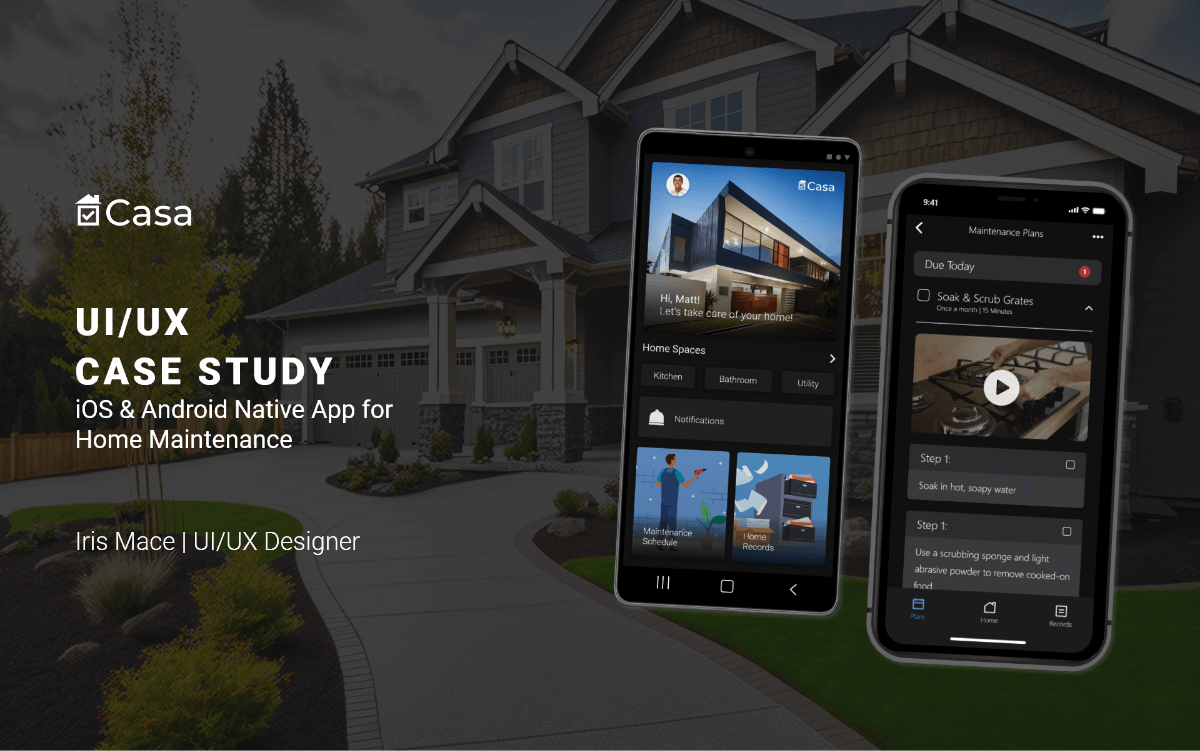 Casa
UI/UX
CASE STUDY
iOS & Android Native App for
Home Maintenance
Iris Mace | UI/UX Designer
Casa
Hi, Matt!
Let's take care of your home!
Home Spaces
Kitchen
Bathroom
Utility
Notifications
Maintenance
Schedule
Home
Records
9:41
Maintenance Plans
Due Today
1
Soak & Scrub Grates
Once a month | 15 Minutes
Step 1:
Soak in hot, soapy water
Step 1:
Use a scrubbing sponge and light
abrasive powder to remove cooked-on
food
Plans
Home
Records